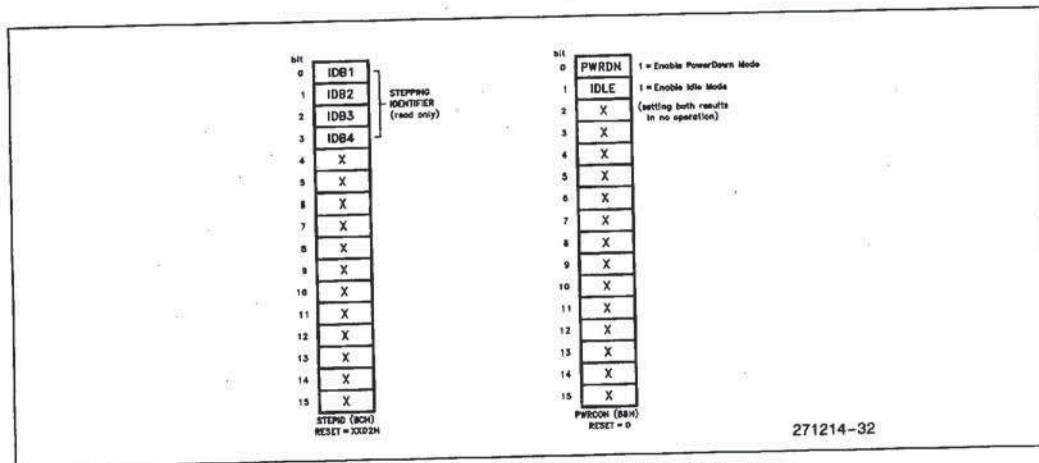 bit
0 IDB1
1 IDB2
2 IDB3
3 IDB4
STEPPING
IDENTIFIER
(read only)
4 X
5 X
6 X
7 X
8 X
9 X
10 X
11 X
12 X
13 X
14 X
15 X
STEPID (BCH)
RESET = XX02H
bit
0 PWRDN 1 = Enable PowerDown Mode
1 IDLE 1 = Enable Idle Mode
(setting both results
in no operation)
2 X
3 X
4 X
5 X
6 X
7 X
8 X
9 X
10 X
11 X
12 X
13 X
14 X
15 X
PWRCON (BBH)
RESET = 0
271214-32